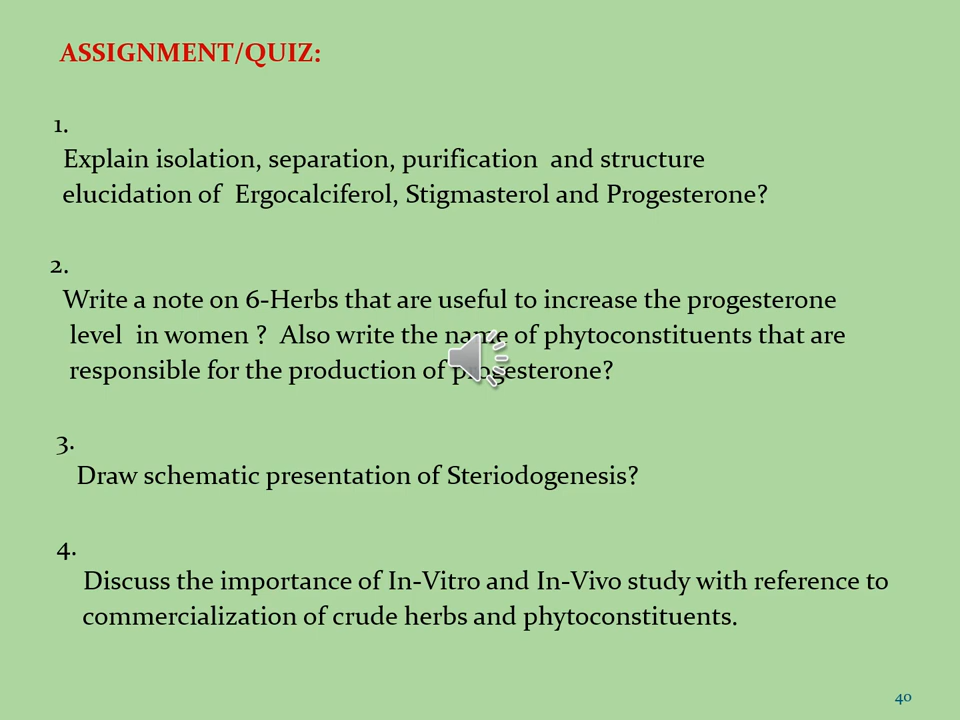 ASSIGNMENT/QUIZ:
1.
Explain isolation, separation, purification and structure
elucidation of Ergocalciferol, Stigmasterol and Progesterone?
2.
Write a note on 6-Herbs that are useful to increase the progesterone
level in women ? Also write the name of phytoconstituents that are
responsible for the production of progesterone?
3.
Draw schematic presentation of Steriodogenesis?
4.
Discuss the importance of In-Vitro and In-Vivo study with reference to
commercialization of crude herbs and phytoconstituents.
40